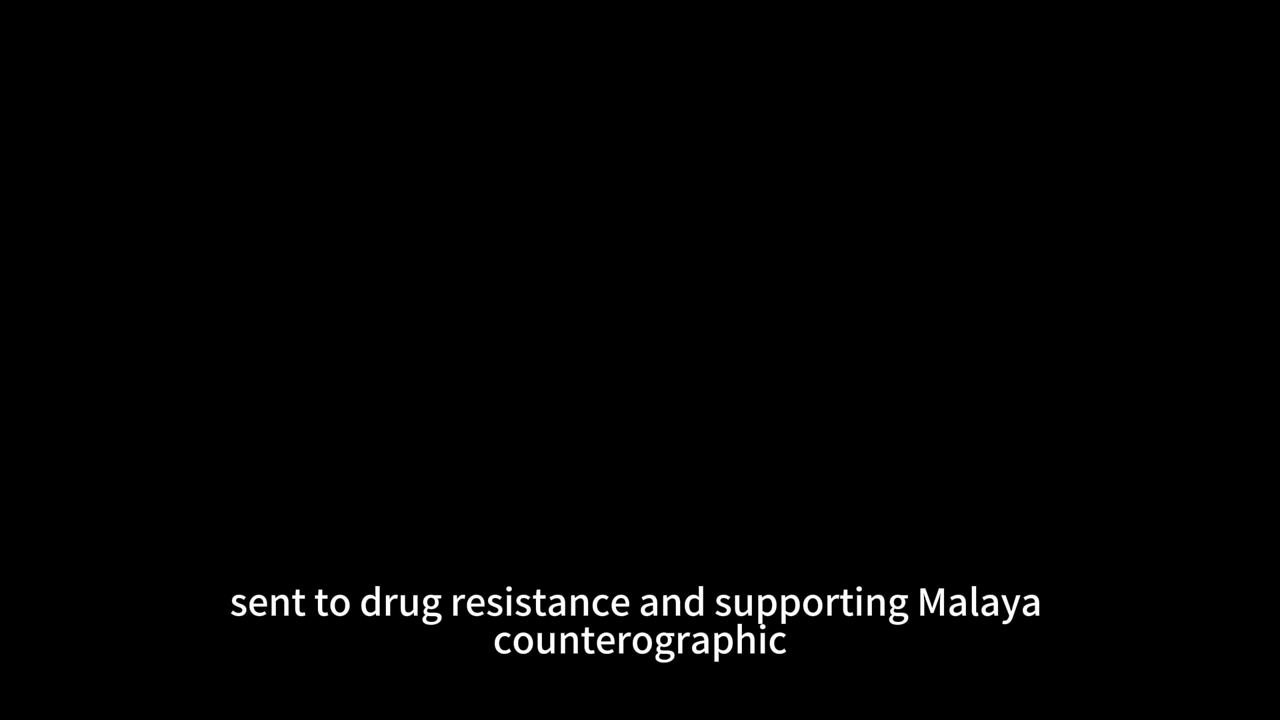 sent to drug resistance and supporting Malaya
counterographic